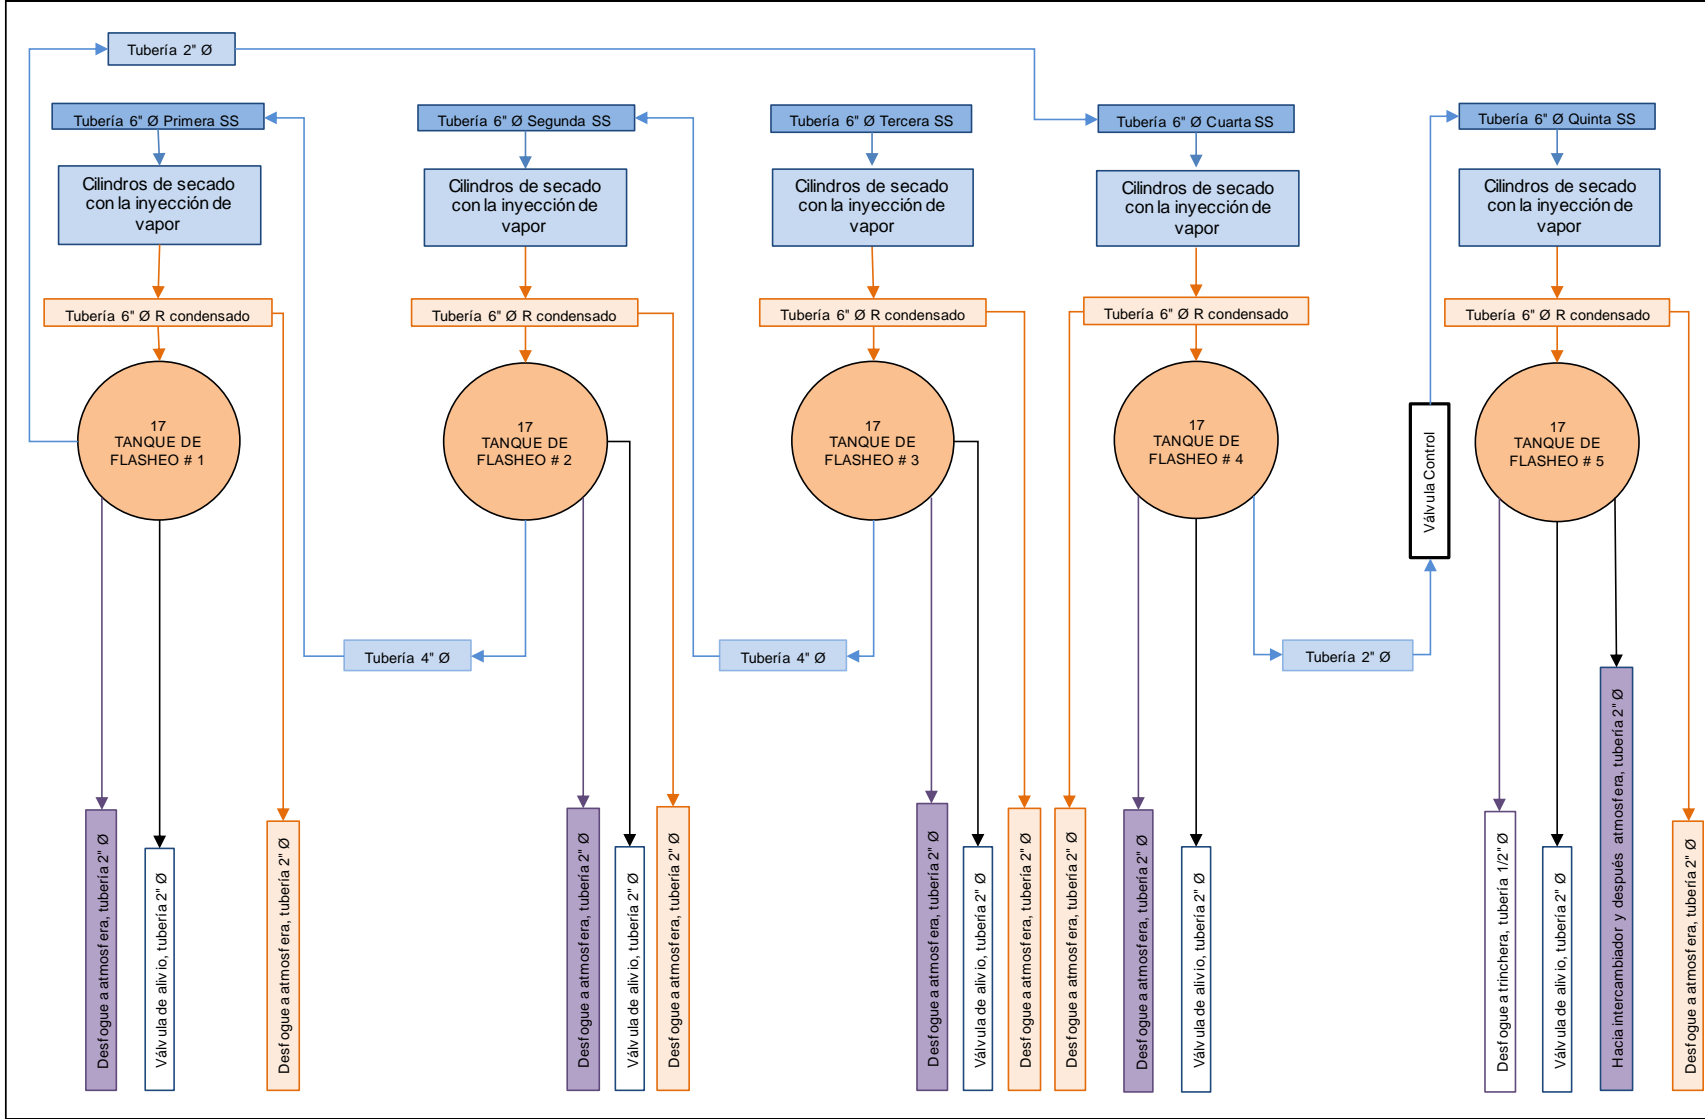 Tubería 2" Ø
Tubería 6" Ø Primera SS
Tubería 6" Ø Segunda SS
Tubería 6" Ø Tercera SS
Tubería 6" Ø Cuarta SS
Tubería 6" Ø Quinta SS
Cilindros de secado
con la inyección de
vapor
Cilindros de secado
con la inyección de
vapor
Cilindros de secado
con la inyección de
vapor
Cilindros de secado
con la inyección de
vapor
Cilindros de secado
con la inyección de
vapor
Tubería 6" Ø R condensado
Tubería 6" Ø R condensado
Tubería 6" Ø R condensado
Tubería 6" Ø R condensado
Tubería 6" Ø R condensado
17
TANQUE DE
FLASHEO # 1
17
TANQUE DE
FLASHEO # 2
17
TANQUE DE
FLASHEO # 3
17
TANQUE DE
FLASHEO # 4
Válvula Control
17
TANQUE DE
FLASHEO # 5
Tubería 4" Ø
Tubería 4" Ø
Tubería 2" Ø
Desfogue a atmosfera, tubería 2" Ø
Válvula de alivio, tubería 2" Ø
Desfogue a atmosfera, tubería 2" Ø
Desfogue a atmosfera, tubería 2" Ø
Válvula de alivio, tubería 2" Ø
Desfogue a atmosfera, tubería 2" Ø
Desfogue a atmosfera, tubería 2" Ø
Válvula de alivio, tubería 2" Ø
Desfogue a atmosfera, tubería 2" Ø
Desfogue a atmosfera, tubería 2" Ø
Desfogue a atmosfera, tubería 2" Ø
Válvula de alivio, tubería 2" Ø
Desfogue a trinchera, tubería 1/2" Ø
Válvula de alivio, tubería 2" Ø
Hacia intercambiador y después atmosfera, tubería 2" Ø
Desfogue a atmosfera, tubería 2" Ø